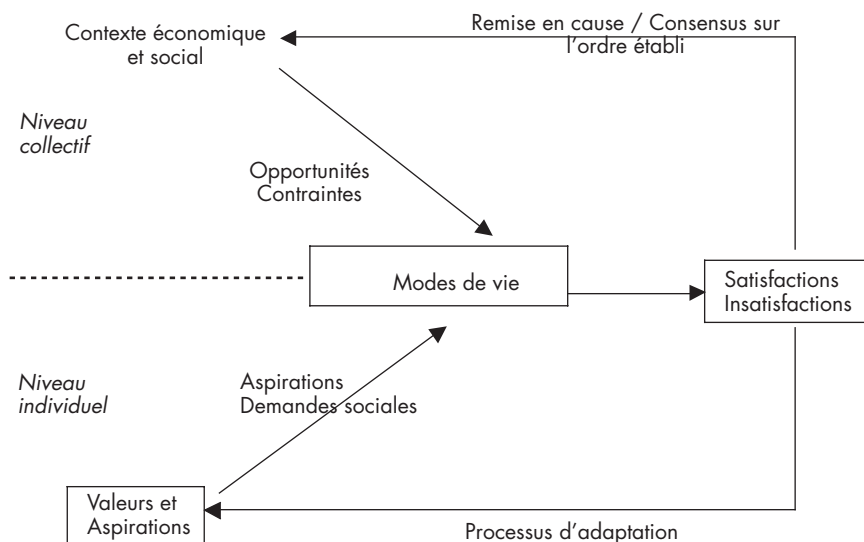 Contexte économique
et social
Remise en cause / Consensus sur
l'ordre établi
Niveau
collectif
Opportunités
Contraintes
Modes de vie
Satisfactions
Insatisfactions
Niveau
individuel
Aspirations
Demandes sociales
Valeurs et
Aspirations
Processus d'adaptation